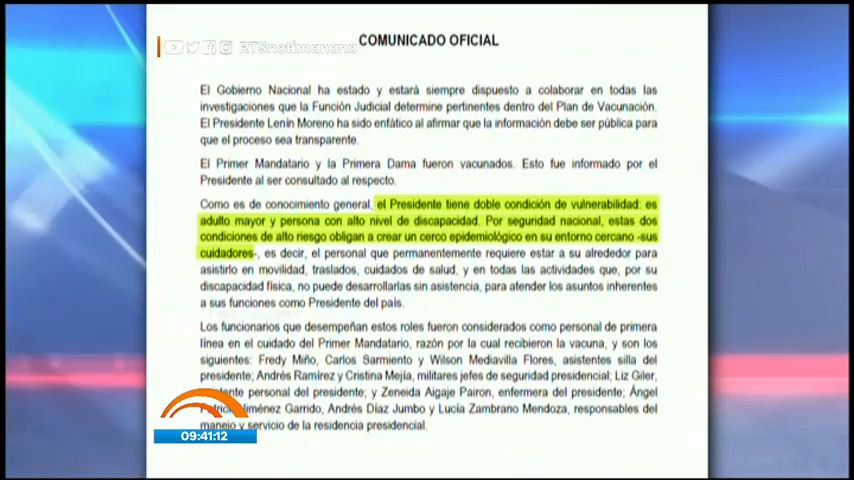 RTSnotimanana
COMUNICADO OFICIAL
El Gobierno Nacional ha estado y estará siempre dispuesto a colaborar en todas las
investigaciones que la Función Judicial determine pertinentes dentro del Plan de Vacunación.
El Presidente Lenín Moreno ha sido enfático al afirmar que la información debe ser pública para
que el proceso sea transparente.
El Primer Mandatario y la Primera Dama fueron vacunados. Esto fue informado por el
Presidente al ser consultado al respecto.
Como es de conocimiento general, el Presidente tiene doble condición de vulnerabilidad: es
adulto mayor y persona con alto nivel de discapacidad. Por seguridad nacional, estas dos
condiciones de alto riesgo obligan a crear un cerco epidemiológico en su entorno cercano -sus
cuidadores-, es decir, el personal que permanentemente requiere estar a su alrededor para
asistirlo en movilidad, traslados, cuidados de salud, y en todas las actividades que, por su
discapacidad física, no puede desarrollarlas sin asistencia, para atender los asuntos inherentes
a sus funciones como Presidente del país.
Los funcionarios que desempeñan estos roles fueron considerados como personal de primera
línea en el cuidado del Primer Mandatario, razón por la cual recibieron la vacuna, y son los
siguientes: Fredy Miño, Carlos Sarmiento y Wilson Mediavilla Flores, asistentes silla del
presidente; Andrés Ramírez y Cristina Mejía, militares jefes de seguridad presidencial; Liz Giler,
personal del presidente; y Zeneida Aigaje Pairon, enfermera del presidente; Ángel
Jiménez Garrido, Andrés Díaz Jumbo y Lucía Zambrano Mendoza, responsables del
manejo y servicio de la residencia presidencial.
09:41:12